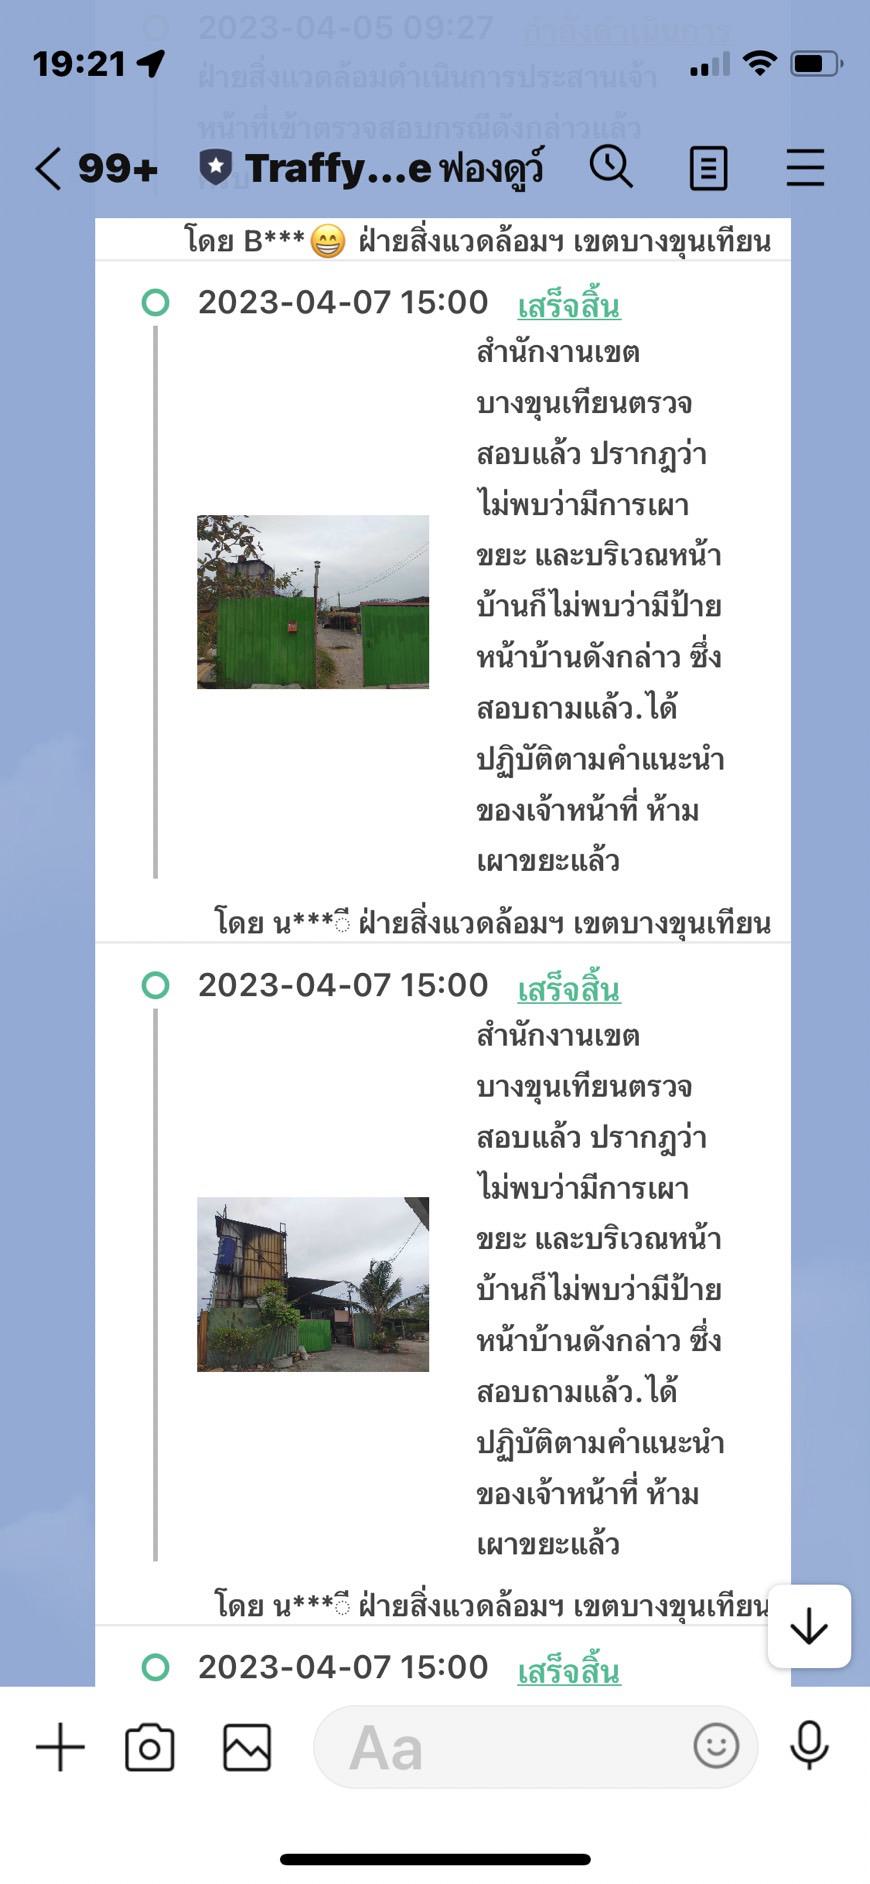 2023-04-05 09:27 กำลังดำเนินการ
19:21
ฝ่ายสิ่งแวดล้อมดำเนินการประสานเจ้า
หน้าที่เข้าตรวจสอบกรณีดังกล่าวแล้ว
99+ Traffy...e ฟองดูว์
โดย B***😁 ฝ่ายสิ่งแวดล้อมฯ เขตบางขุนเทียน
2023-04-07 15:00 เสร็จสิ้น
สำนักงานเขต
บางขุนเทียนตรวจ
สอบแล้ว ปรากฎว่า
ไม่พบว่ามีการเผา
ขยะ และบริเวณหน้า
บ้านก็ไม่พบว่ามีป้าย
หน้าบ้านดังกล่าว ซึ่ง
สอบถามแล้ว.ได้
ปฏิบัติตามคำแนะนำ
ของเจ้าหน้าที่ ห้าม
เผาขยะแล้ว
โดย น***ี ฝ่ายสิ่งแวดล้อมฯ เขตบางขุนเทียน
2023-04-07 15:00 เสร็จสิ้น
สำนักงานเขต
บางขุนเทียนตรวจ
สอบแล้ว ปรากฎว่า
ไม่พบว่ามีการเผา
ขยะ และบริเวณหน้า
บ้านก็ไม่พบว่ามีป้าย
หน้าบ้านดังกล่าว ซึ่ง
สอบถามแล้ว.ได้
ปฏิบัติตามคำแนะนำ
ของเจ้าหน้าที่ ห้าม
เผาขยะแล้ว
โดย น***ี ฝ่ายสิ่งแวดล้อมฯ เขตบางขุนเทียน
2023-04-07 15:00 เสร็จสิ้น
Aa